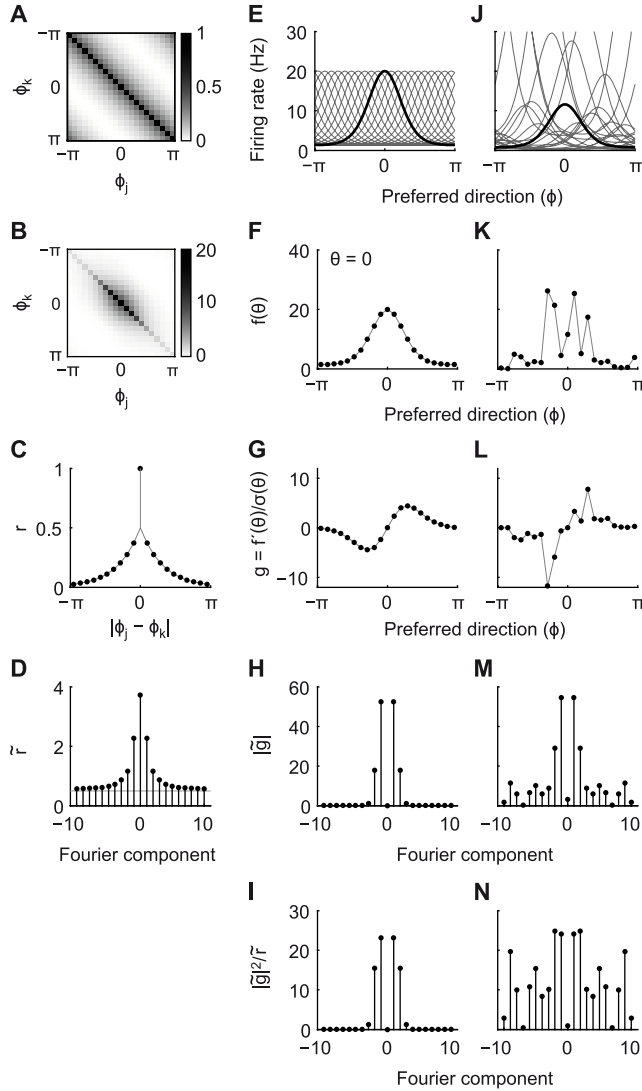 A
−π
ϕk
0
π
−π
0
π
ϕj
1
0.5
0
E
Firing rate (Hz)
30
20
10
0
−π
0
π
J
−π
0
π
Preferred direction (ϕ)
B
−π
ϕk
0
π
−π
0
π
ϕj
20
10
0
F
θ = 0
f(θ)
40
20
0
−π
0
π
K
−π
0
π
Preferred direction (ϕ)
C
r
1
0.5
0
−π
0
π
|ϕj − ϕk|
G
g = f′(θ)/σ(θ)
10
0
−10
−π
0
π
L
−π
0
π
Preferred direction (ϕ)
D
r̃
4
2
0
−10
0
10
Fourier component
H
|g̃|
60
40
20
0
−10
0
10
Fourier component
M
−10
0
10
Fourier component
I
|g̃|²/r̃
30
20
10
0
−10
0
10
Fourier component
N
−10
0
10
Fourier component